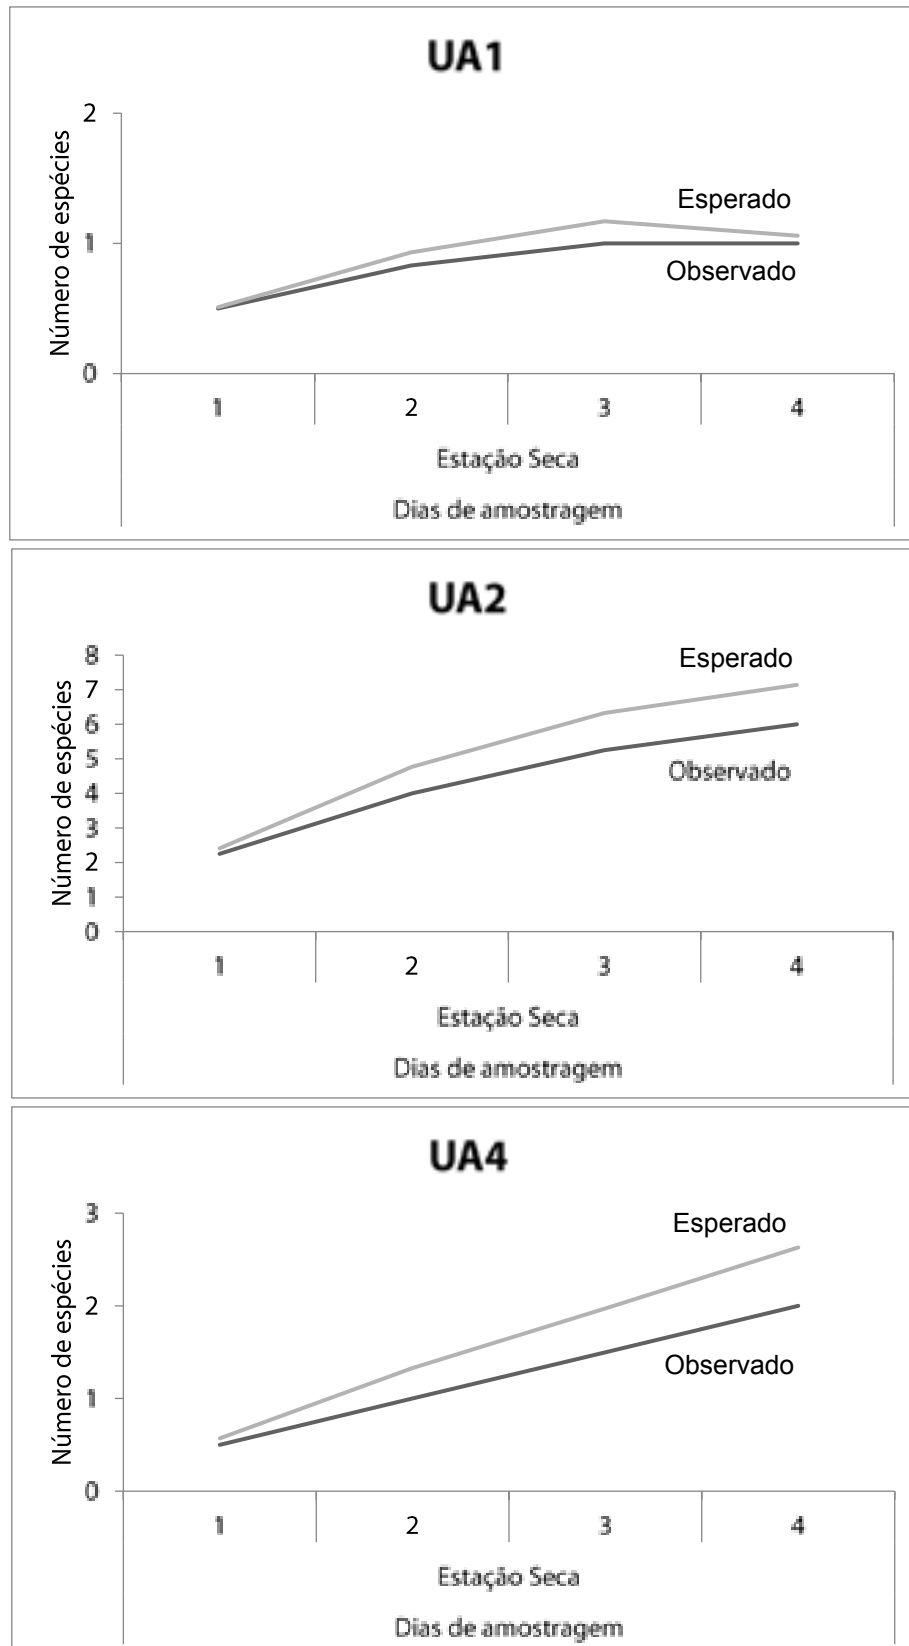 UA1
Número de espécies
2
1
0
Esperado
Observado
1 2 3 4
Estação Seca
Dias de amostragem
UA2
Número de espécies
8
7
6
5
4
3
2
1
0
Esperado
Observado
1 2 3 4
Estação Seca
Dias de amostragem
UA4
Número de espécies
3
2
1
0
Esperado
Observado
1 2 3 4
Estação Seca
Dias de amostragem